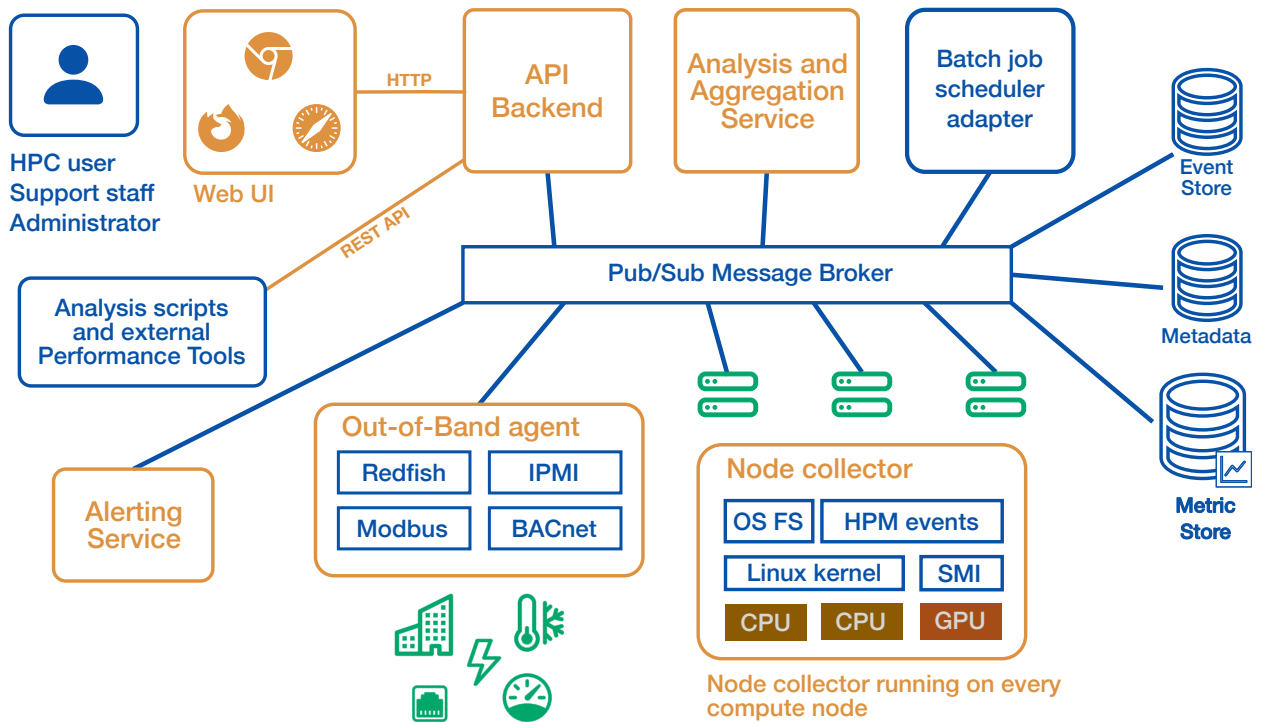 HPC user
Support staff
Administrator
Web UI
HTTP
API
Backend
REST API
Analysis and
Aggregation
Service
Batch job
scheduler
adapter
Event
Store
Pub/Sub Message Broker
Metadata
Analysis scripts
and external
Performance Tools
Metric
Store
Alerting
Service
Out-of-Band agent
Redfish
IPMI
Modbus
BACnet
Node collector
OS FS
HPM events
Linux kernel
SMI
CPU
CPU
GPU
Node collector running on every
compute node